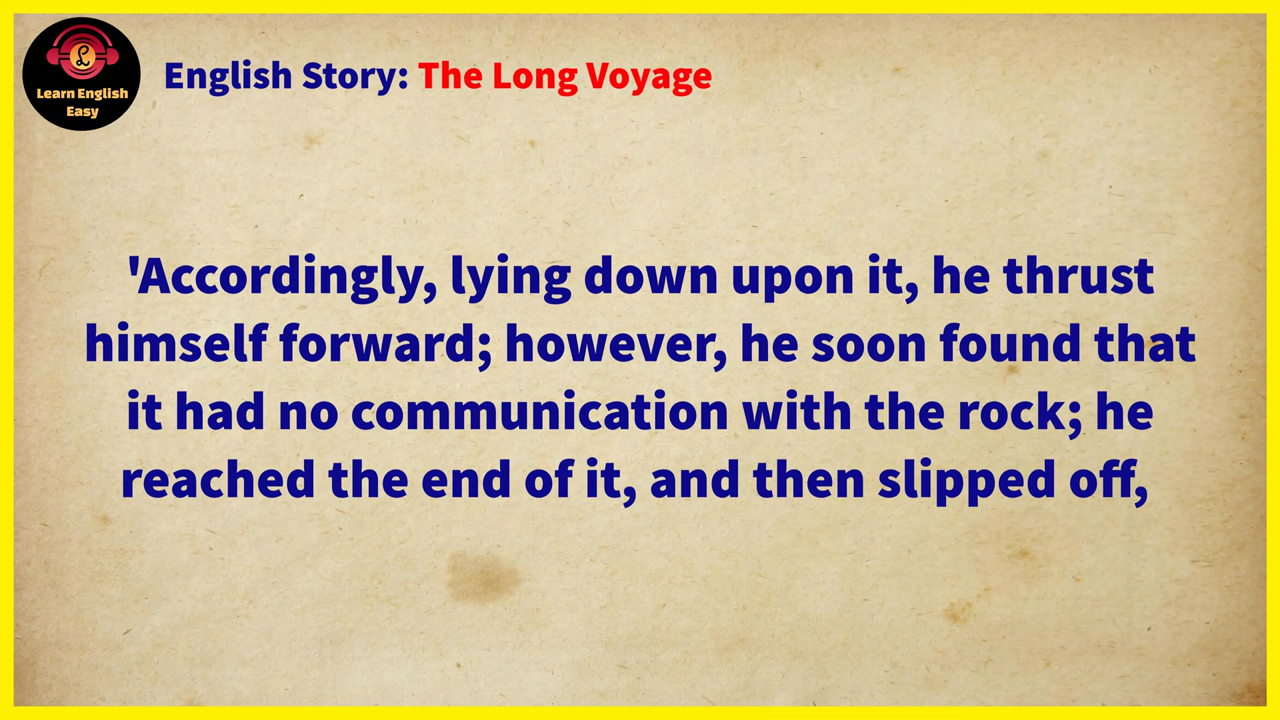 Learn English
Easy
English Story: The Long Voyage
'Accordingly, lying down upon it, he thrust
himself forward; however, he soon found that
it had no communication with the rock; he
reached the end of it, and then slipped off,